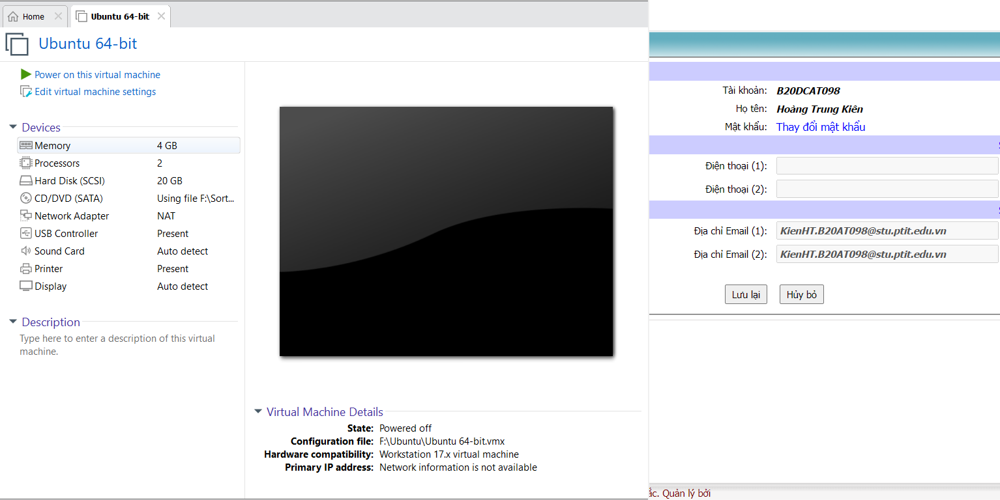 Home
Ubuntu 64-bit
Ubuntu 64-bit
Power on this virtual machine
Edit virtual machine settings
Devices
Memory 4 GB
Processors 2
Hard Disk (SCSI) 20 GB
CD/DVD (SATA) Using file F:\Sort...
Network Adapter NAT
USB Controller Present
Sound Card Auto detect
Printer Present
Display Auto detect
Description
Type here to enter a description of this virtual
machine.
Virtual Machine Details
State: Powered off
Configuration file: F:\Ubuntu\Ubuntu 64-bit.vmx
Hardware compatibility: Workstation 17.x virtual machine
Primary IP address: Network information is not available
Tài khoản: B20DCAT098
Họ tên: Hoàng Trung Kiên
Mật khẩu: Thay đổi mật khẩu
Điện thoại (1):
Điện thoại (2):
Địa chỉ Email (1): KienHT.B20AT098@stu.ptit.edu.vn
Địa chỉ Email (2): KienHT.B20AT098@stu.ptit.edu.vn
Lưu lại Hủy bỏ
ắc. Quản lý bởi